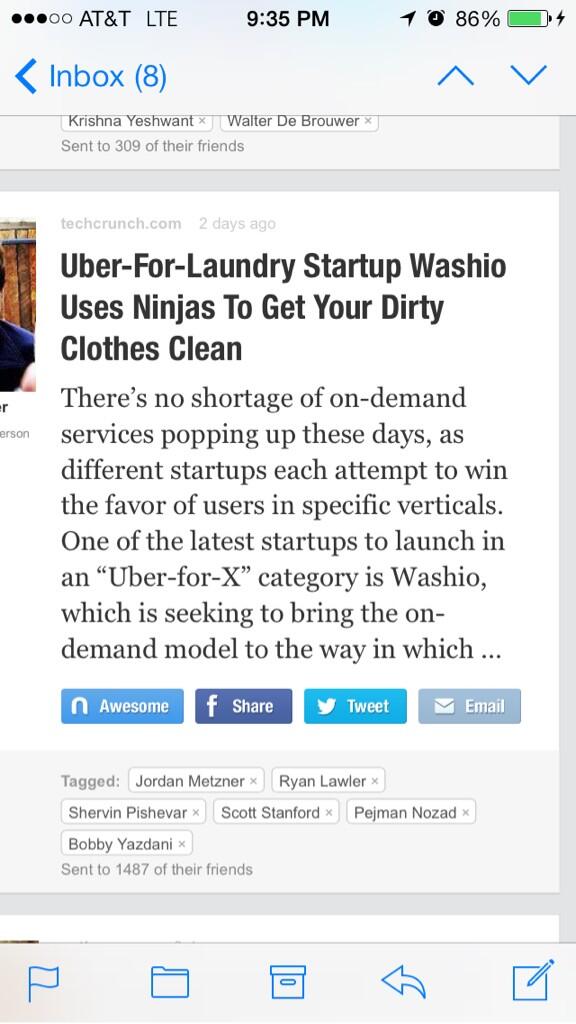 AT&T LTE 9:35 PM 86%
Inbox (8)
Krishna Yeshwant × Walter De Brouwer ×
Sent to 309 of their friends
techcrunch.com 2 days ago
Uber-For-Laundry Startup Washio
Uses Ninjas To Get Your Dirty
Clothes Clean
r
erson
There’s no shortage of on-demand
services popping up these days, as
different startups each attempt to win
the favor of users in specific verticals.
One of the latest startups to launch in
an “Uber-for-X” category is Washio,
which is seeking to bring the on-
demand model to the way in which ...
Awesome f Share Tweet Email
Tagged: Jordan Metzner × Ryan Lawler ×
Shervin Pishevar × Scott Stanford × Pejman Nozad ×
Bobby Yazdani ×
Sent to 1487 of their friends